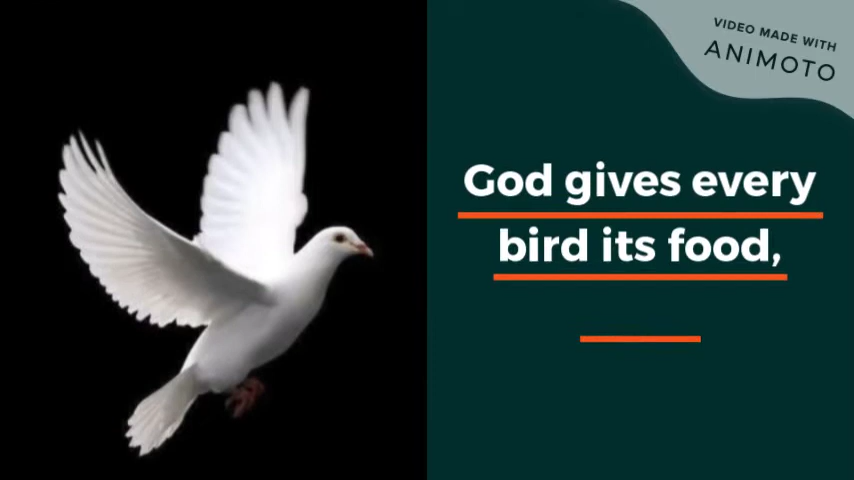 VIDEO MADE WITH
ANIMOTO
God gives every
bird its food,